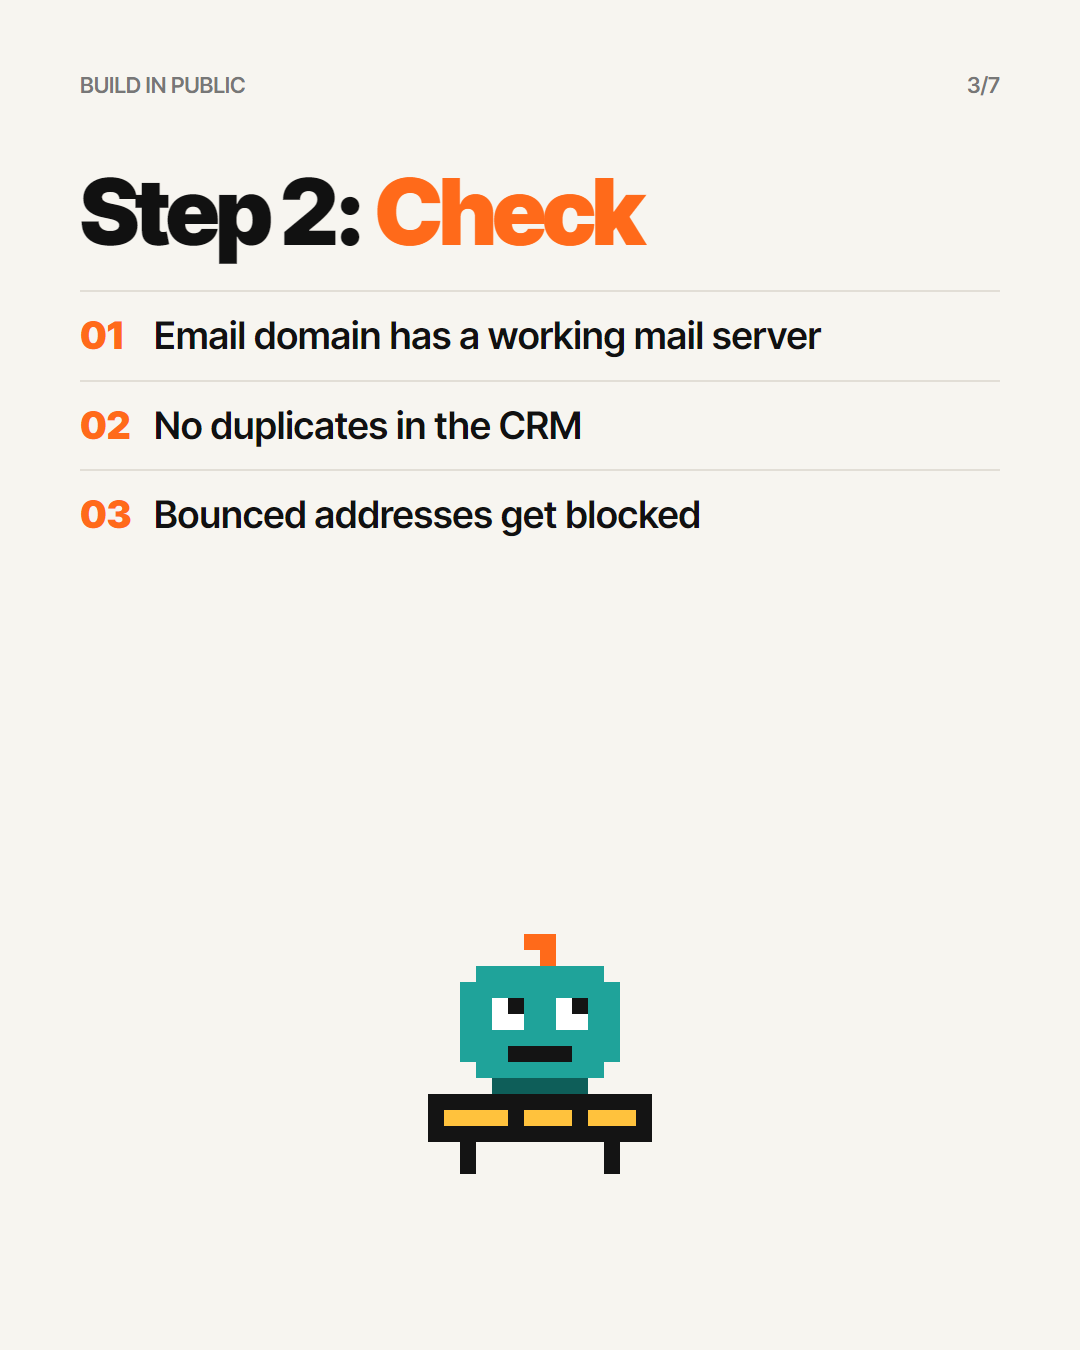 BUILD IN PUBLIC
3/7
Step 2: Check
01 Email domain has a working mail server
02 No duplicates in the CRM
03 Bounced addresses get blocked